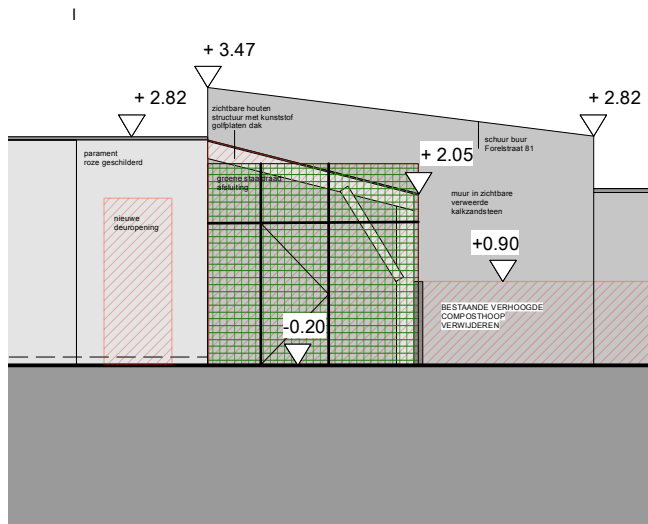 + 3.47
+ 2.82
+ 2.82
zichtbare houten
structuur met kunststof
golfplaten dak
schuur buur
Forelstraat 81
parament
roze geschilderd
+ 2.05
groene staaldraad
afsluiting
muur in zichtbare
verweerde
kalkzandsteen
nieuwe
deuropening
+0.90
BESTAANDE VERHOOGDE
COMPOSTHOOP
VERWIJDEREN
-0.20